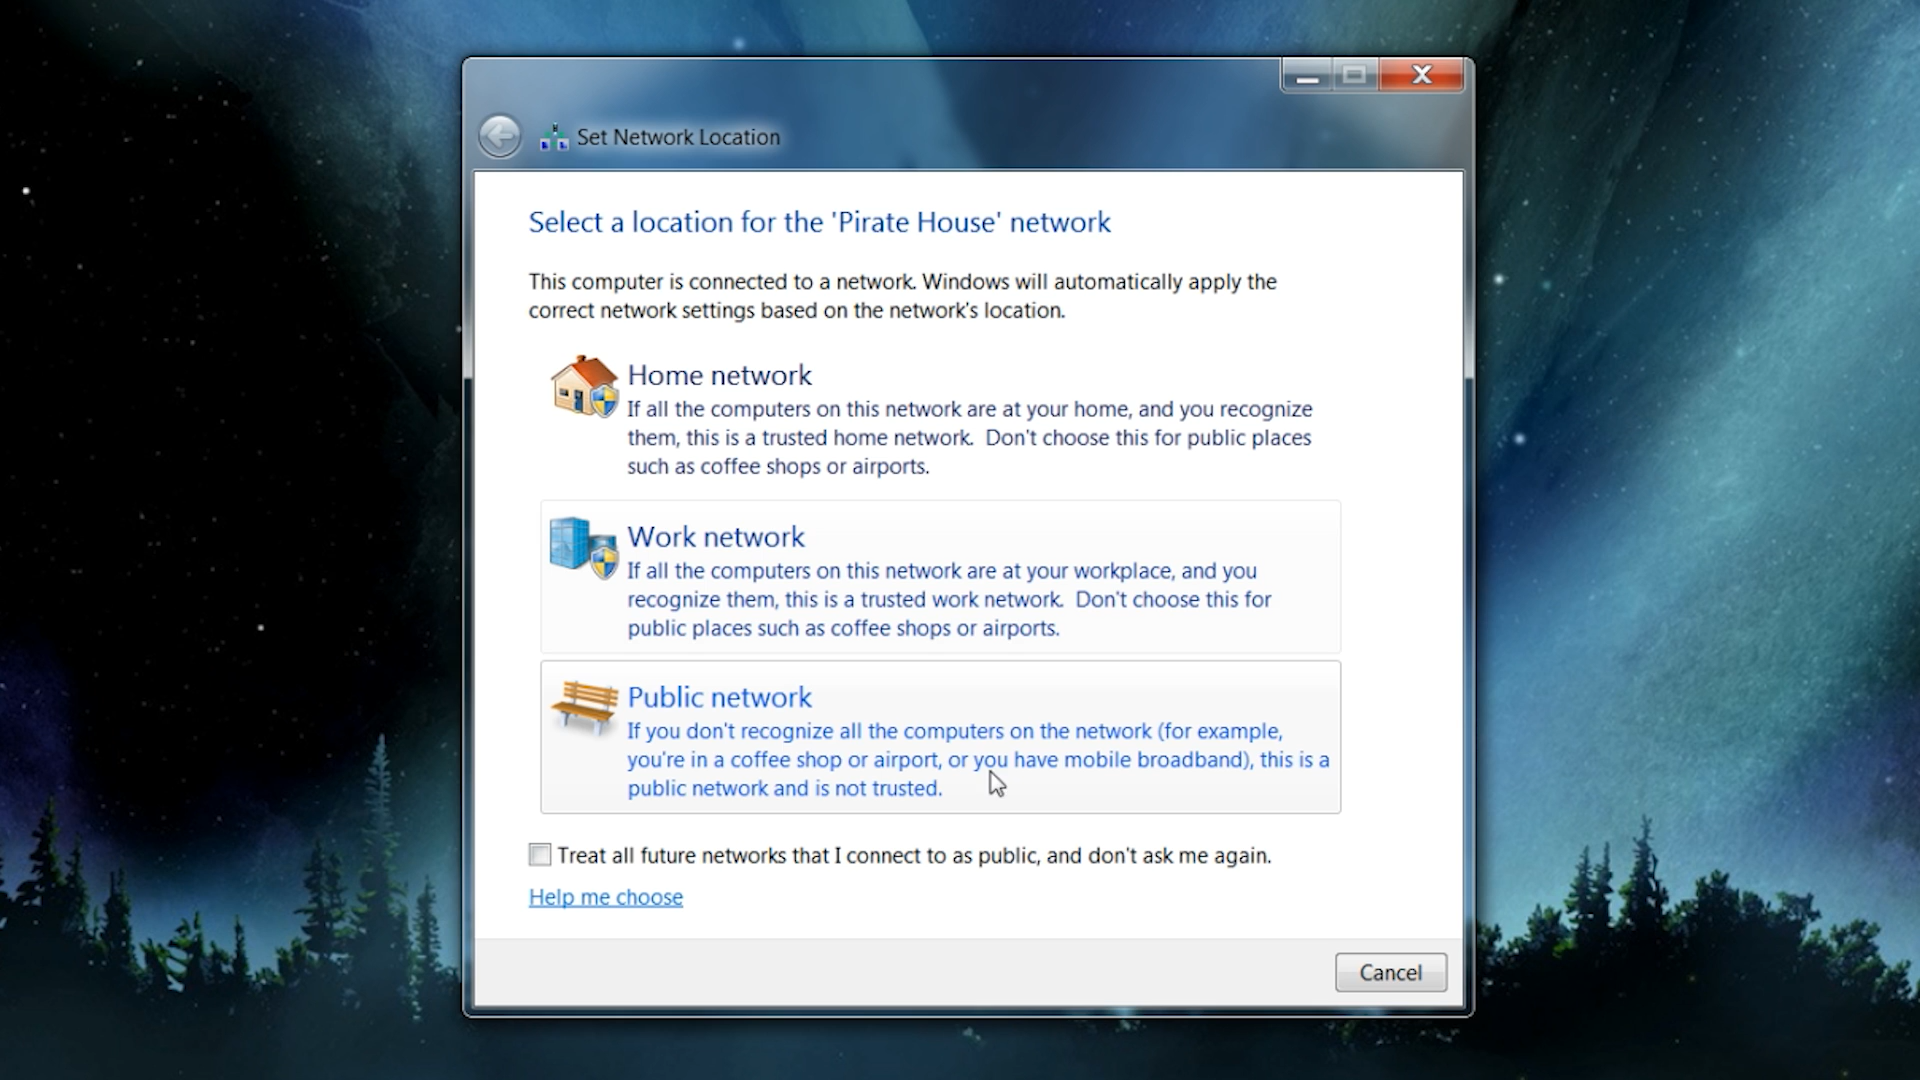 Set Network Location
Select a location for the 'Pirate House' network
This computer is connected to a network. Windows will automatically apply the
correct network settings based on the network's location.
Home network
If all the computers on this network are at your home, and you recognize
them, this is a trusted home network.  Don't choose this for public places
such as coffee shops or airports.
Work network
If all the computers on this network are at your workplace, and you
recognize them, this is a trusted work network.  Don't choose this for
public places such as coffee shops or airports.
Public network
If you don't recognize all the computers on the network (for example,
you're in a coffee shop or airport, or you have mobile broadband), this is a
public network and is not trusted.
Treat all future networks that I connect to as public, and don't ask me again.
Help me choose
Cancel